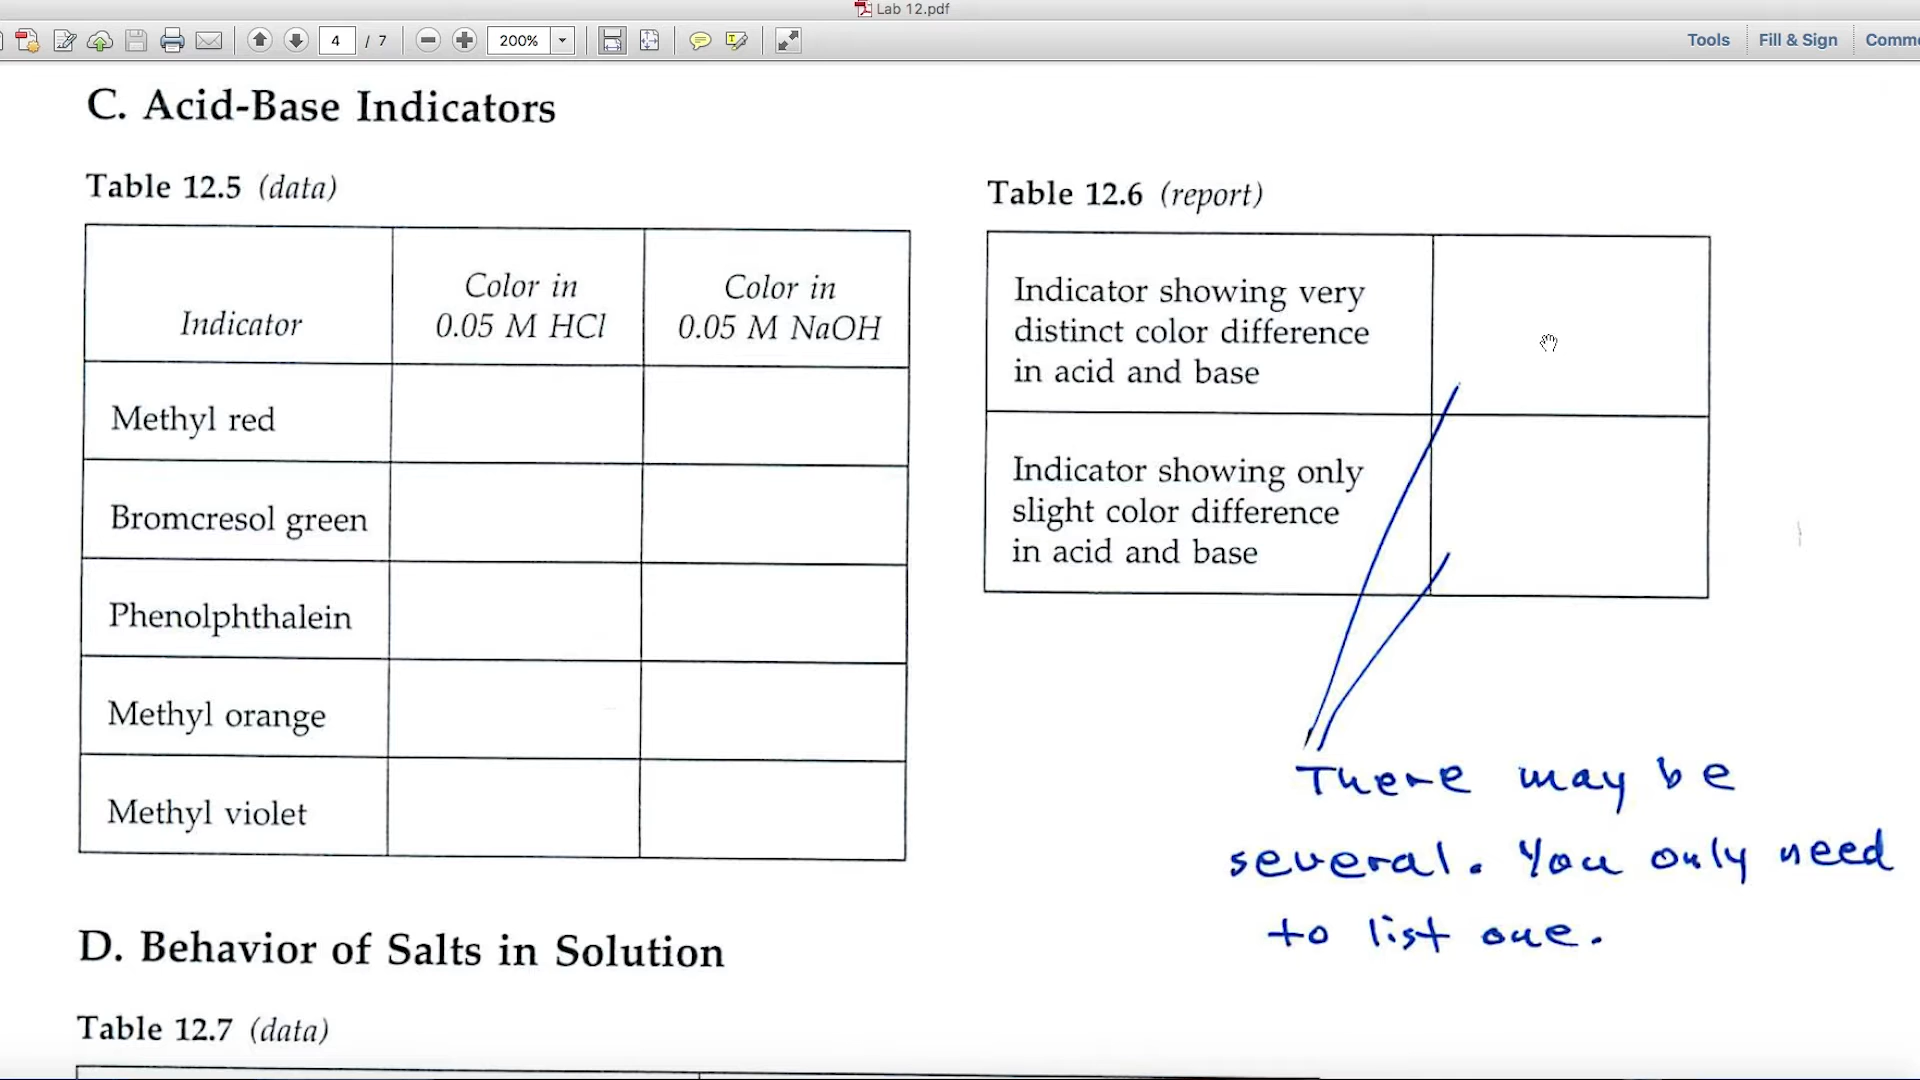 Lab 12.pdf
4 / 7
200%
Tools
Fill & Sign
C. Acid-Base Indicators
Table 12.5 (data)
Indicator
Color in
0.05 M HCl
Color in
0.05 M NaOH
Methyl red
Bromcresol green
Phenolphthalein
Methyl orange
Methyl violet
Table 12.6 (report)
Indicator showing very
distinct color difference
in acid and base
Indicator showing only
slight color difference
in acid and base
There may be
several. You only need
to list one.
D. Behavior of Salts in Solution
Table 12.7 (data)